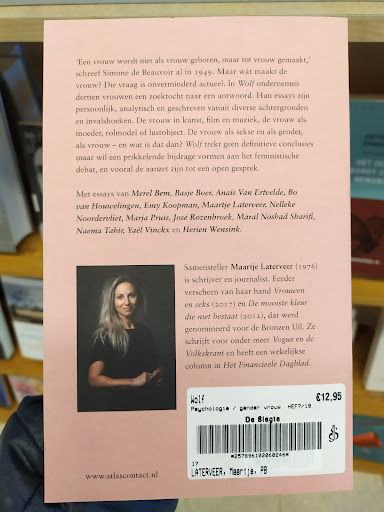 'Een vrouw wordt niet als vrouw geboren, maar tot vrouw gemaakt,'
schreef Simone de Beauvoir al in 1949. Maar wát maakt de
vrouw? Die vraag is onverminderd actueel. In Wolf ondernemen
dertien vrouwen een zoektocht naar een antwoord. Hun essays zijn
persoonlijk, analytisch en geschreven vanuit diverse achtergronden
en invalshoeken. De vrouw in kunst, film en muziek, de vrouw als
moeder, rolmodel of lustobject. De vrouw als sekse en als gender,
als vrouw – en wat is dat dan? Wolf trekt geen definitieve conclusies
maar wil een prikkelende bijdrage vormen aan het feministische
debat, en vooral de aanzet zijn tot een open gesprek.
Met essays van Merel Bem, Basje Boer, Anaïs Van Ertvelde, Bo
van Houwelingen, Emy Koopman, Maartje Laterveer, Nelleke
Noordervliet, Marja Pruis, José Rozenbroek, Maral Noshad Sharifi,
Naema Tahir, Yaël Vinckx en Herien Wensink.
Samensteller Maartje Laterveer (1976)
is schrijver en journalist. Eerder
verscheen van haar hand Vrouwen
en seks (2017) en De mooiste kleur
die niet bestaat (2012), dat werd
genomineerd voor de Bronzen Uil. Ze
schrijft voor onder meer Vogue en de
Volkskrant en heeft een wekelijkse
column in Het Financieele Dagblad.
www.atlascontact.nl
Wolf €12,95
Psychologie / gender vrouw HEF7/19
De Slegte
*257896102060246*
17
LATERVEER, Maartje, PB